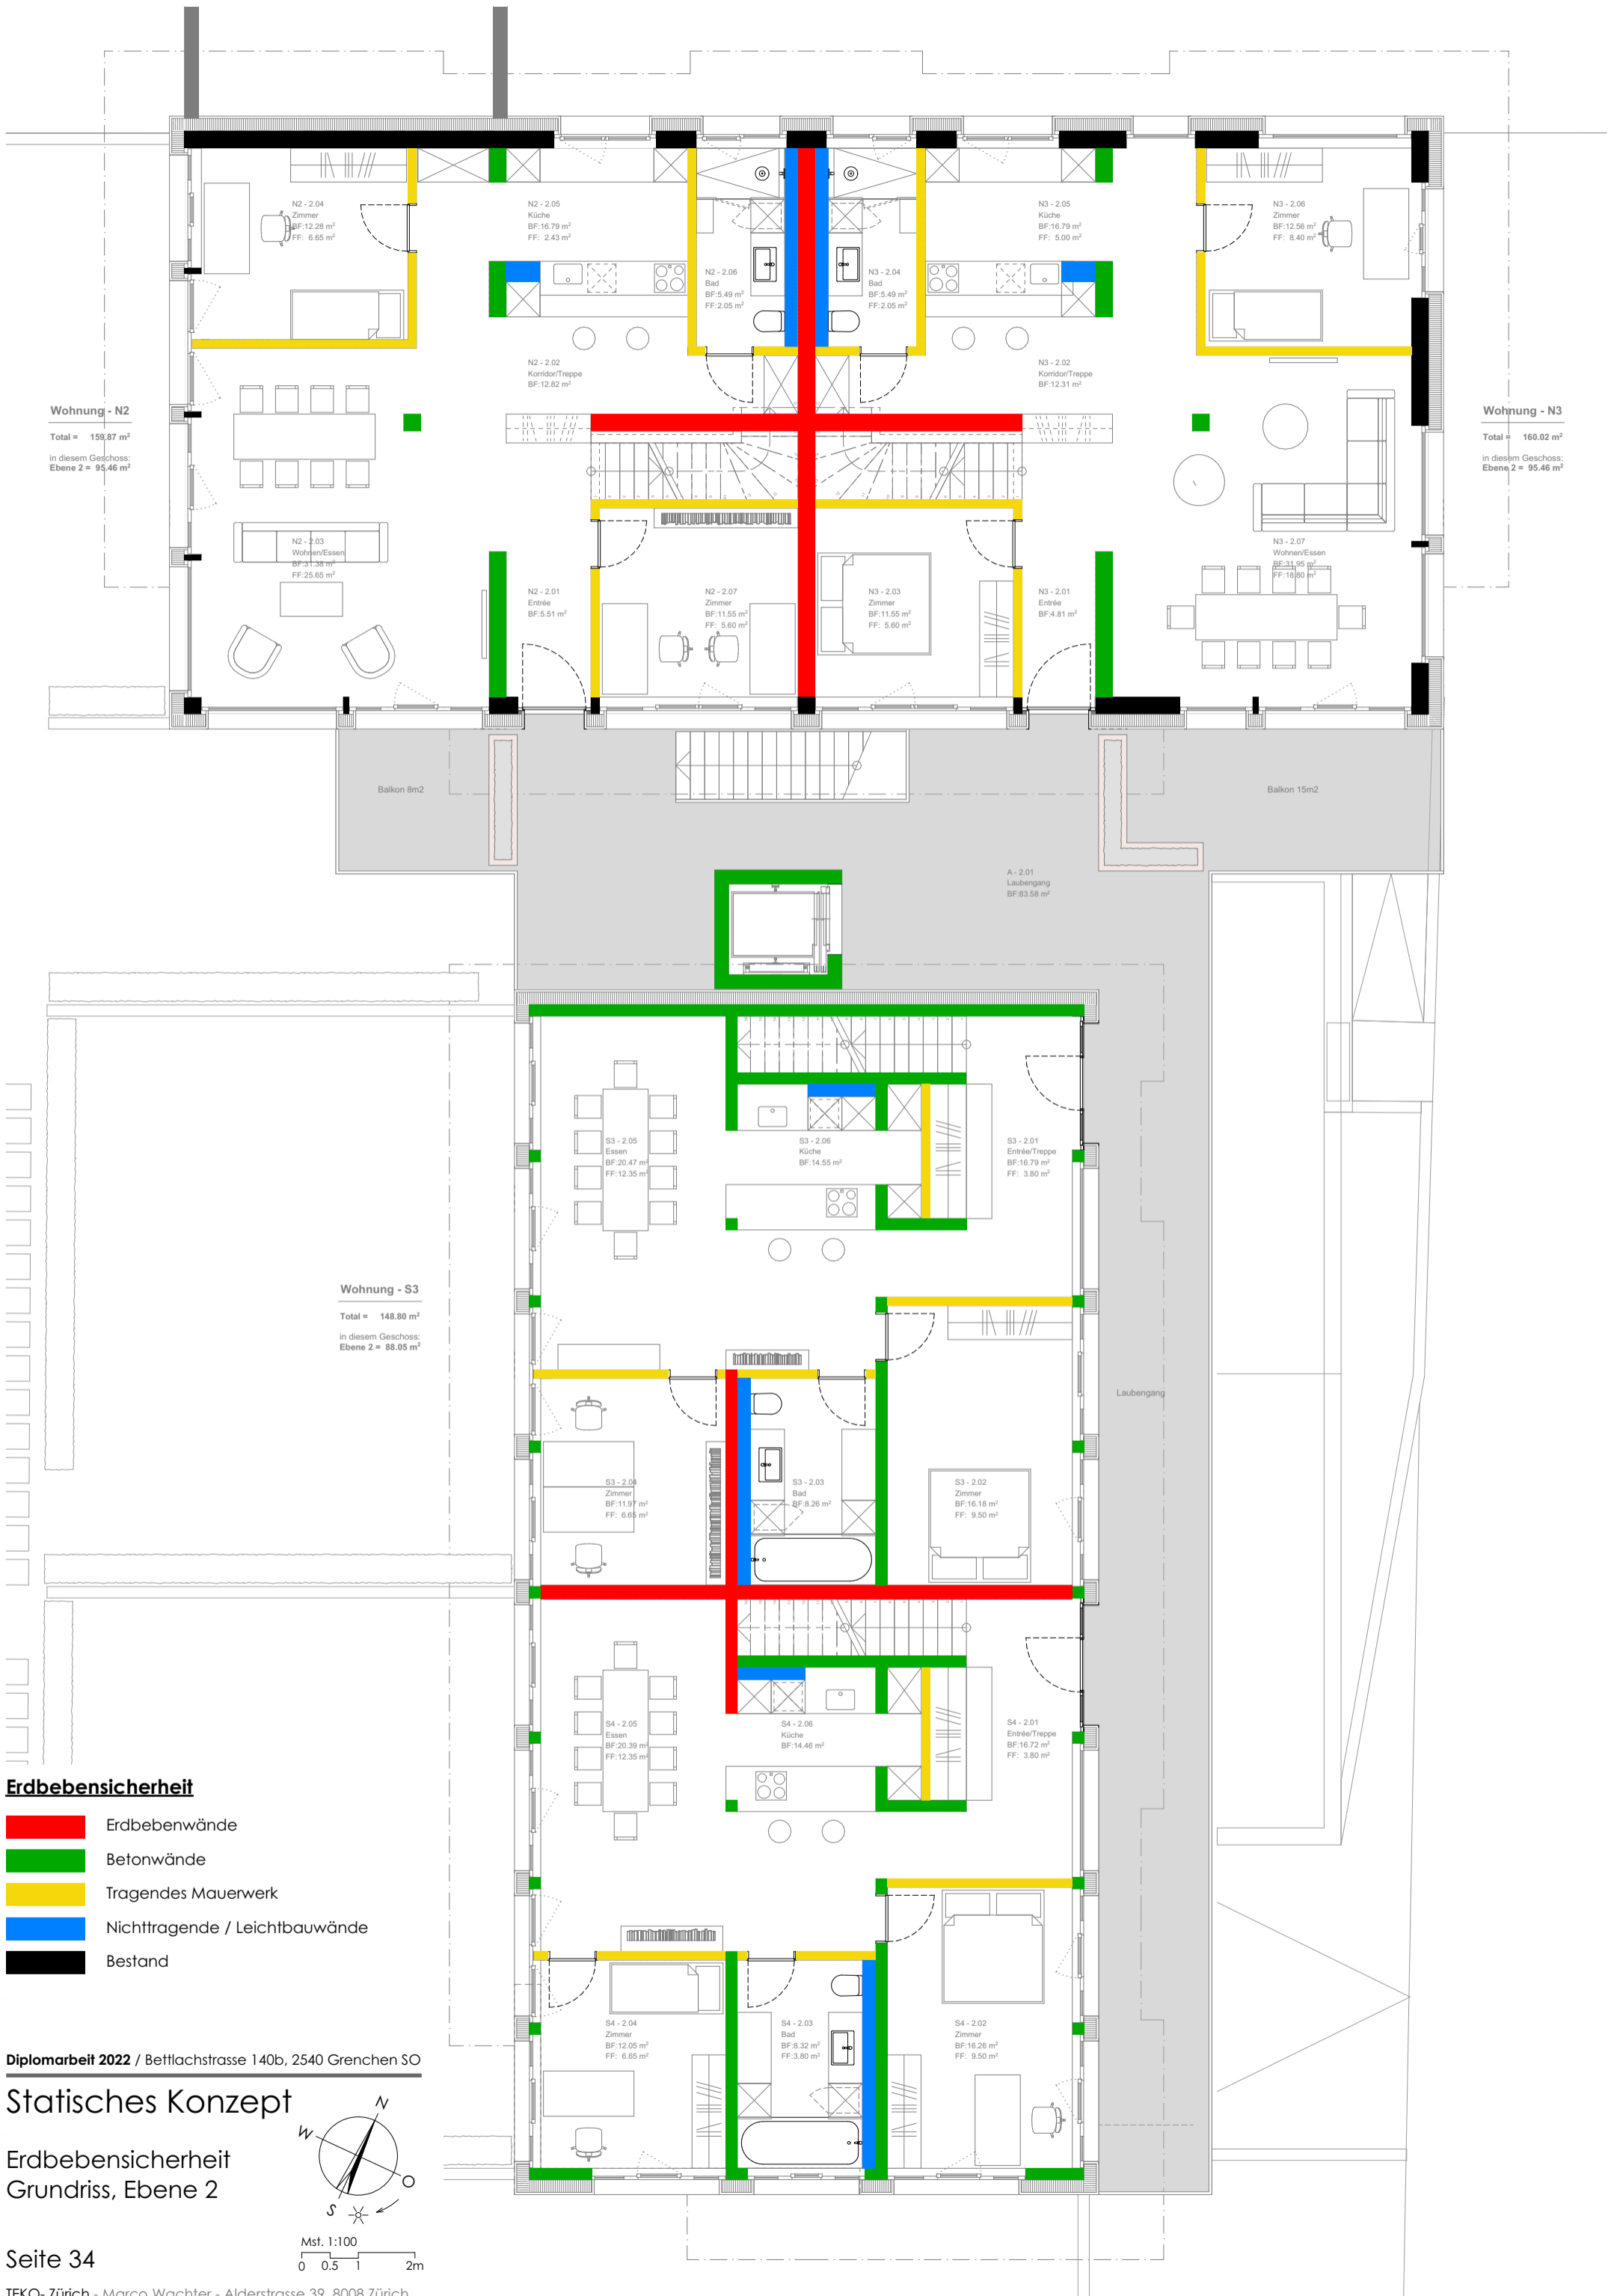 N2 - 2.04
Zimmer
BF:12.28 m²
FF: 6.65 m²
N2 - 2.05
Küche
BF:16.79 m²
FF: 2.43 m²
N2 - 2.06
Bad
BF:5.49 m²
FF:2.05 m²
N3 - 2.04
Bad
BF:5.49 m²
FF:2.05 m²
N3 - 2.05
Küche
BF:16.79 m²
FF: 5.00 m²
N3 - 2.06
Zimmer
BF:12.56 m²
FF: 8.40 m²
N2 - 2.02
Korridor/Treppe
BF:12.82 m²
N3 - 2.02
Korridor/Treppe
BF:12.31 m²
Wohnung - N2
Total = 159.87 m²
in diesem Geschoss:
Ebene 2 = 95.46 m²
Wohnung - N3
Total = 160.02 m²
in diesem Geschoss:
Ebene 2 = 95.46 m²
N2 - 2.03
Wohnen/Essen
BF:31.38 m²
FF:25.65 m²
N2 - 2.01
Entrée
BF:5.51 m²
N2 - 2.07
Zimmer
BF:11.55 m²
FF: 5.60 m²
N3 - 2.03
Zimmer
BF:11.55 m²
FF: 5.60 m²
N3 - 2.01
Entrée
BF:4.81 m²
N3 - 2.07
Wohnen/Essen
BF:31.95 m²
FF:18.80 m²
Balkon 8m2
Balkon 15m2
A - 2.01
Laubengang
BF:83.58 m²
S3 - 2.05
Essen
BF:20.47 m²
FF:12.35 m²
S3 - 2.06
Küche
BF:14.55 m²
S3 - 2.01
Entrée/Treppe
BF:16.79 m²
FF: 3.80 m²
Wohnung - S3
Total = 148.80 m²
in diesem Geschoss:
Ebene 2 = 88.05 m²
Laubengang
S3 - 2.04
Zimmer
BF:11.97 m²
FF: 6.65 m²
S3 - 2.03
Bad
BF:8.26 m²
S3 - 2.02
Zimmer
BF:16.18 m²
FF: 9.50 m²
S4 - 2.05
Essen
BF:20.39 m²
FF:12.35 m²
S4 - 2.06
Küche
BF:14.46 m²
S4 - 2.01
Entrée/Treppe
BF:16.72 m²
FF: 3.80 m²
Erdbebensicherheit
Erdbebenwände
Betonwände
Tragendes Mauerwerk
Nichttragende / Leichtbauwände
Bestand
S4 - 2.04
Zimmer
BF:12.05 m²
FF: 6.65 m²
S4 - 2.03
Bad
BF:8.32 m²
FF:3.80 m²
S4 - 2.02
Zimmer
BF:16.26 m²
FF: 9.50 m²
Diplomarbeit 2022 / Bettlachstrasse 140b, 2540 Grenchen SO
Statisches Konzept
N
W
O
S
Erdbebensicherheit
Grundriss, Ebene 2
Mst. 1:100
0 0.5 1 2m
Seite 34
TEKO- Zürich - Marco Wachter - Alderstrasse 39, 8008 Zürich